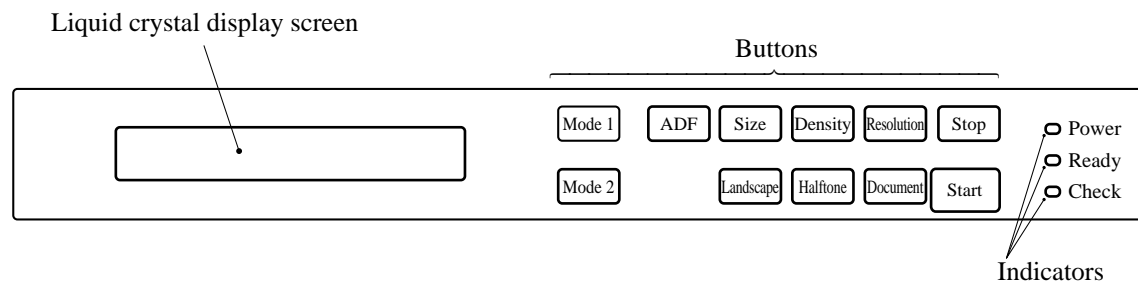 Liquid crystal display screen
Buttons
Mode 1 ADF Size Density Resolution Stop
Power
Ready
Mode 2 Landscape Halftone Document Start
Check
Indicators